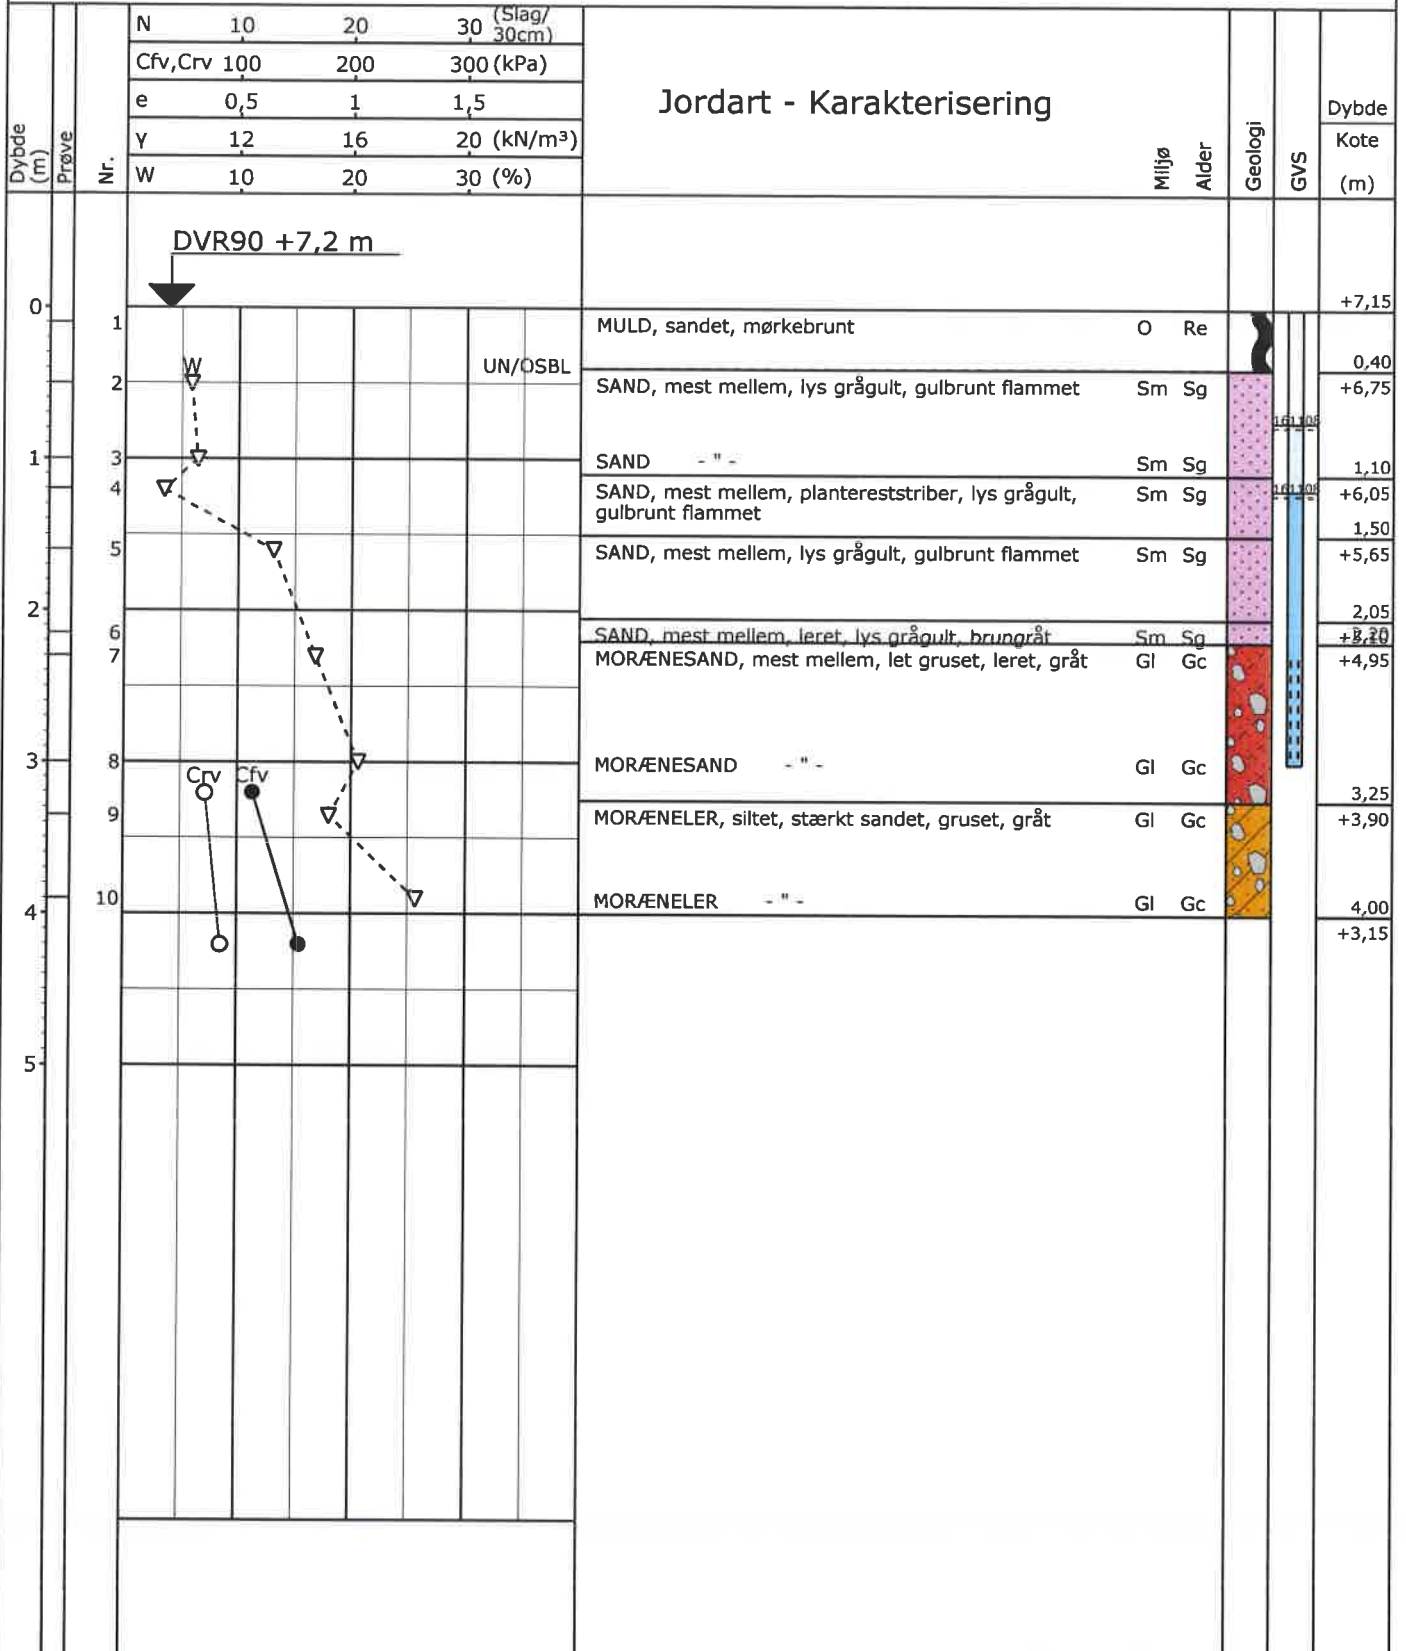 N 10 20 30 (Slag/30cm)
Cfv,Crv 100 200 300 (kPa)
e 0,5 1 1,5
γ 12 16 20 (kN/m³)
W 10 20 30 (%)
Dybde (m)
Prøve
Nr.
Jordart - Karakterisering
Miljø
Alder
Geologi
GVS
Dybde
Kote
(m)
DVR90 +7,2 m
0 +7,15
1 MULD, sandet, mørkebrunt O Re
W UN/OSBL 0,40
2 SAND, mest mellem, lys grågult, gulbrunt flammet Sm Sg +6,75
161108
1 3 SAND - " - Sm Sg 1,10
4 SAND, mest mellem, plantereststriber, lys grågult, Sm Sg 161108 +6,05
gulbrunt flammet 1,50
5 SAND, mest mellem, lys grågult, gulbrunt flammet Sm Sg +5,65
2 2,05
6 SAND, mest mellem, leret, lys grågult, brungråt Sm Sg
7 MORÆNESAND, mest mellem, let gruset, leret, gråt Gl Gc +4,95
3 8 MORÆNESAND - " - Gl Gc
Crv Cfv 3,25
9 MORÆNELER, siltet, stærkt sandet, gruset, gråt Gl Gc +3,90
10 MORÆNELER - " - Gl Gc
4 4,00
+3,15
5